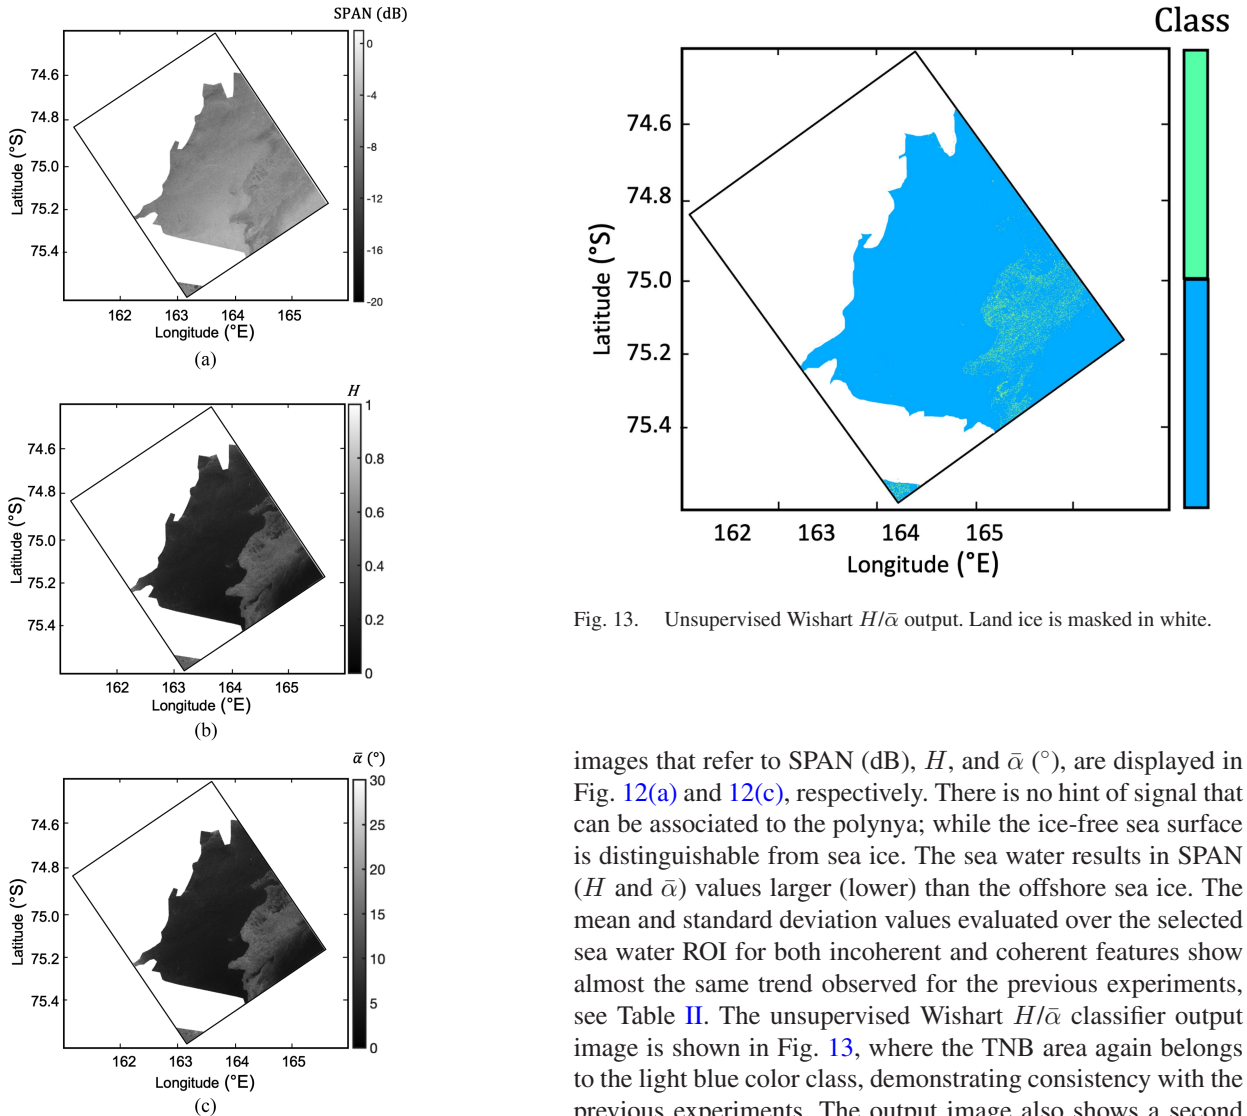 SPAN (dB)
0
-4
-8
-12
-16
-20
74.6
74.8
75.0
75.2
75.4
Latitude (°S)
162 163 164 165
Longitude (°E)
(a)
H
1
0.8
0.6
0.4
0.2
0
74.6
74.8
75.0
75.2
75.4
Latitude (°S)
162 163 164 165
Longitude (°E)
(b)
ᾱ (°)
30
25
20
15
10
5
0
74.6
74.8
75.0
75.2
75.4
Latitude (°S)
162 163 164 165
Longitude (°E)
(c)
Class
74.6
74.8
75.0
75.2
75.4
Latitude (°S)
162 163 164 165
Longitude (°E)
Fig. 13. Unsupervised Wishart H/ᾱ output. Land ice is masked in white.
images that refer to SPAN (dB), H, and ᾱ (°), are displayed in
Fig. 12(a) and 12(c), respectively. There is no hint of signal that
can be associated to the polynya; while the ice-free sea surface
is distinguishable from sea ice. The sea water results in SPAN
(H and ᾱ) values larger (lower) than the offshore sea ice. The
mean and standard deviation values evaluated over the selected
sea water ROI for both incoherent and coherent features show
almost the same trend observed for the previous experiments,
see Table II. The unsupervised Wishart H/ᾱ classifier output
image is shown in Fig. 13, where the TNB area again belongs
to the light blue color class, demonstrating consistency with the
previous experiments. The output image also shows a second